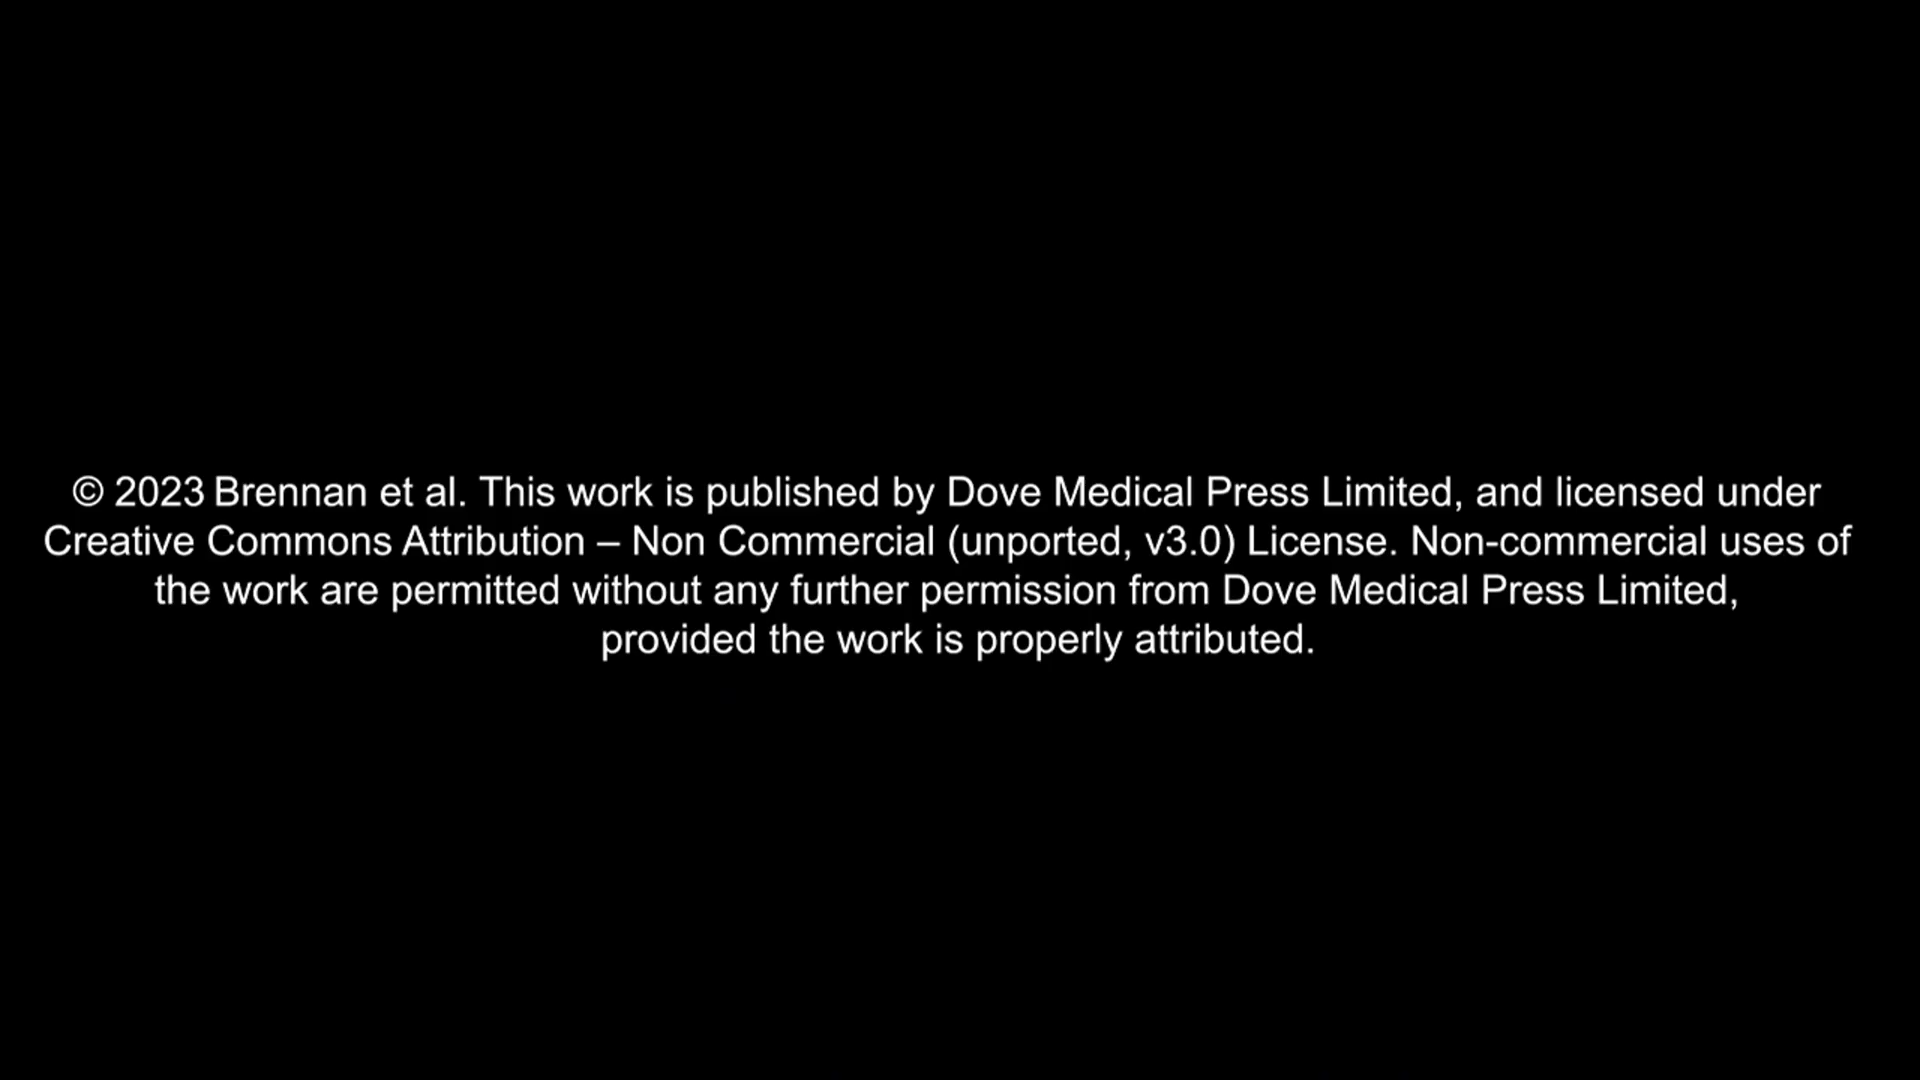 © 2023 Brennan et al. This work is published by Dove Medical Press Limited, and licensed under
Creative Commons Attribution – Non Commercial (unported, v3.0) License. Non-commercial uses of
the work are permitted without any further permission from Dove Medical Press Limited,
provided the work is properly attributed.